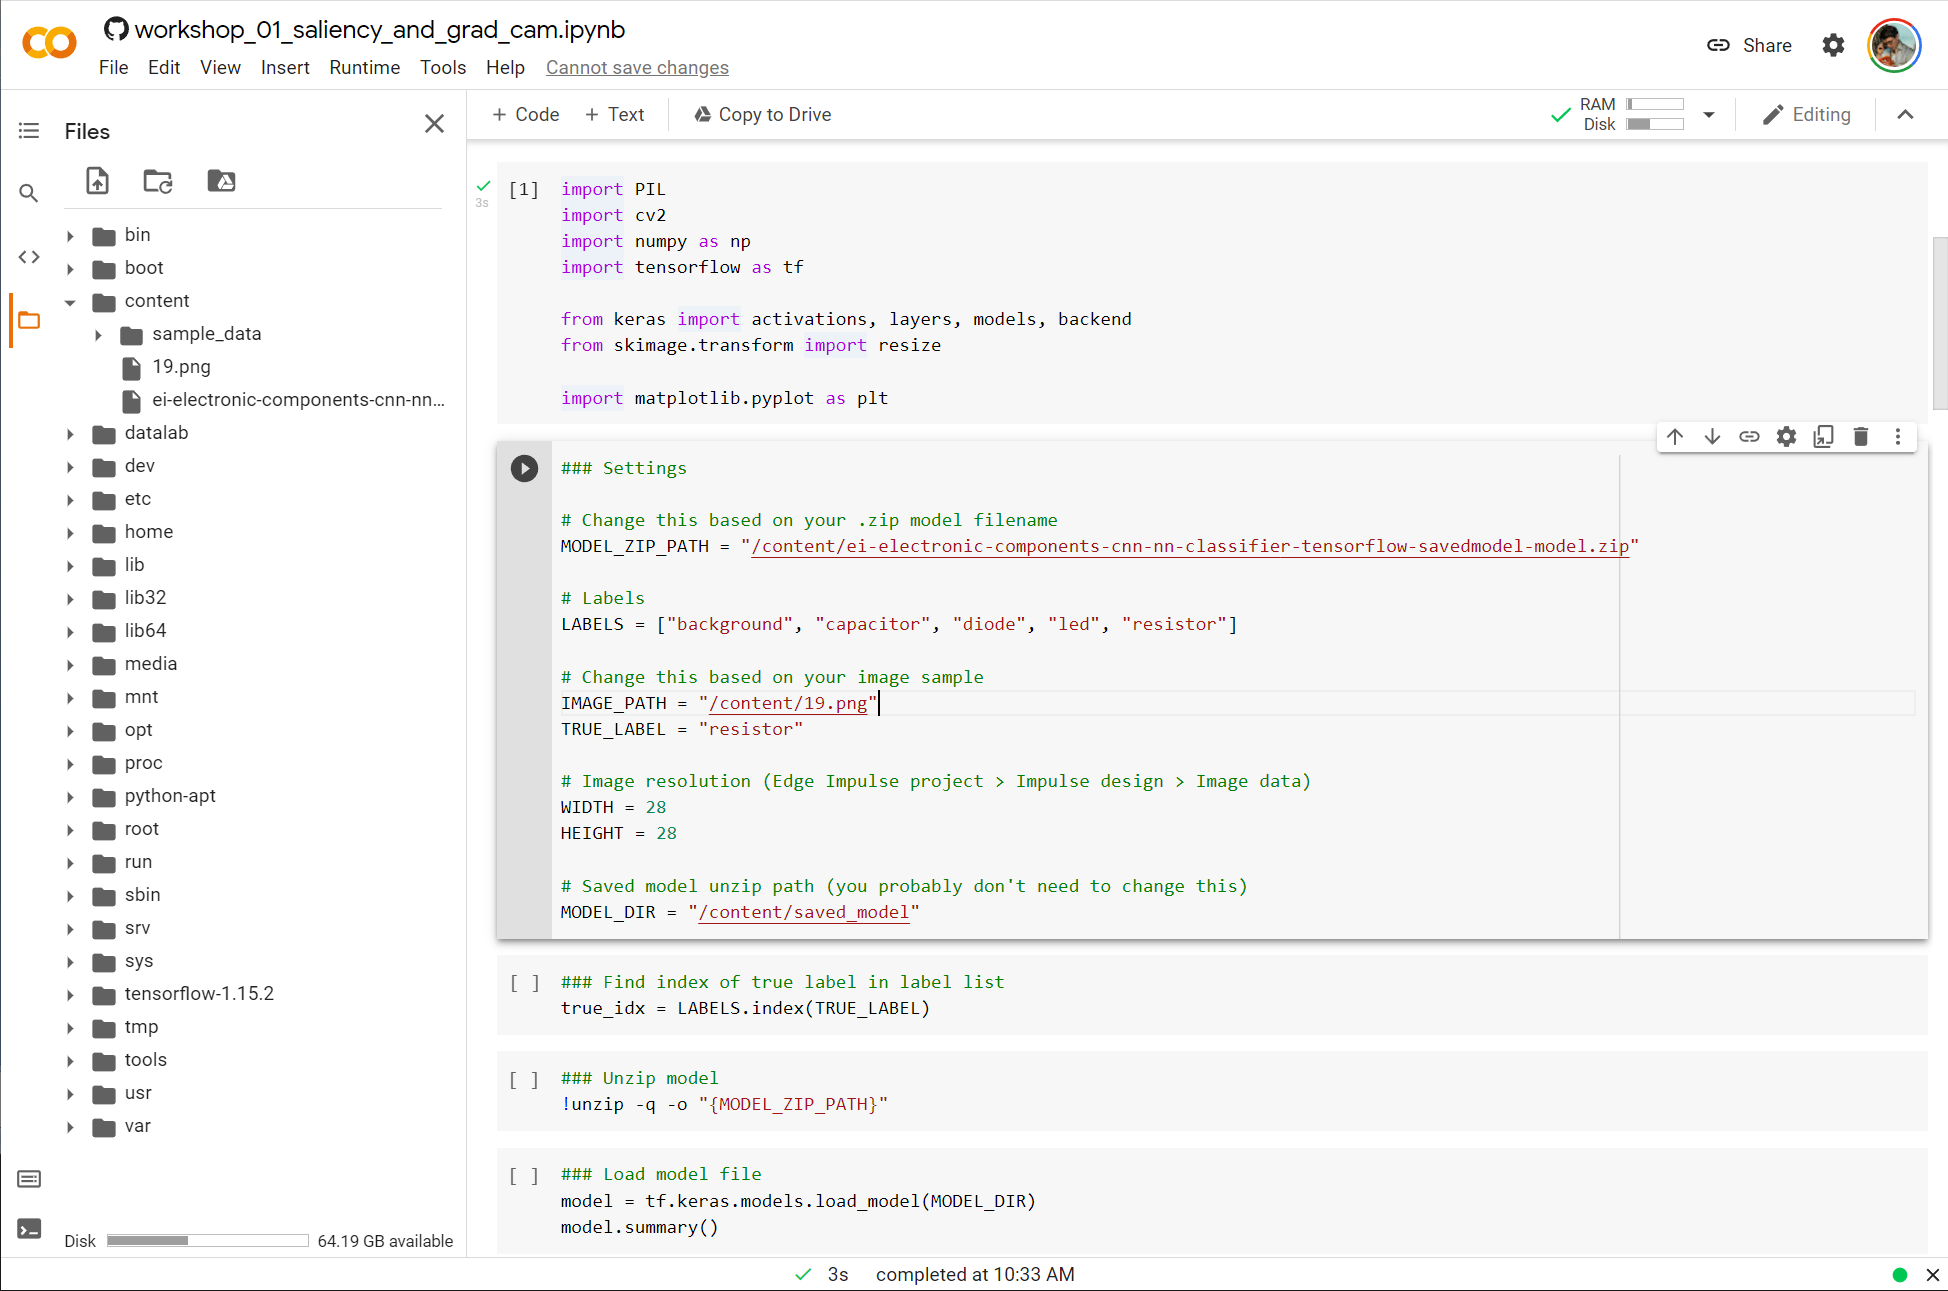 workshop_01_saliency_and_grad_cam.ipynb
File Edit View Insert Runtime Tools Help Cannot save changes
Share
Files
+ Code + Text Copy to Drive
RAM
Disk
Editing
bin
boot
content
sample_data
19.png
ei-electronic-components-cnn-nn...
datalab
dev
etc
home
lib
lib32
lib64
media
mnt
opt
proc
python-apt
root
run
sbin
srv
sys
tensorflow-1.15.2
tmp
tools
usr
var
Disk 64.19 GB available
3s
[1] import PIL
import cv2
import numpy as np
import tensorflow as tf
from keras import activations, layers, models, backend
from skimage.transform import resize
import matplotlib.pyplot as plt
### Settings
# Change this based on your .zip model filename
MODEL_ZIP_PATH = "/content/ei-electronic-components-cnn-nn-classifier-tensorflow-savedmodel-model.zip"
# Labels
LABELS = ["background", "capacitor", "diode", "led", "resistor"]
# Change this based on your image sample
IMAGE_PATH = "/content/19.png"
TRUE_LABEL = "resistor"
# Image resolution (Edge Impulse project > Impulse design > Image data)
WIDTH = 28
HEIGHT = 28
# Saved model unzip path (you probably don't need to change this)
MODEL_DIR = "/content/saved_model"
[ ] ### Find index of true label in label list
true_idx = LABELS.index(TRUE_LABEL)
[ ] ### Unzip model
!unzip -q -o "{MODEL_ZIP_PATH}"
[ ] ### Load model file
model = tf.keras.models.load_model(MODEL_DIR)
model.summary()
3s completed at 10:33 AM